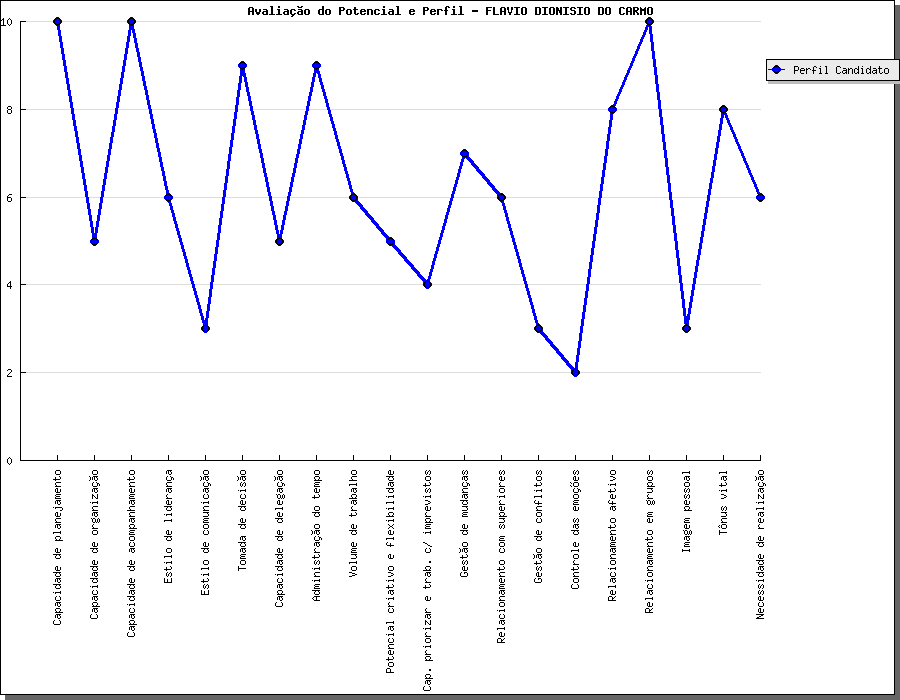 Avaliação do Potencial e Perfil - FLAVIO DIONISIO DO CARMO
Perfil Candidato
10
8
6
4
2
0
Capacidade de planejamento
Capacidade de organização
Capacidade de acompanhamento
Estilo de liderança
Estilo de comunicação
Tomada de decisão
Capacidade de delegação
Administração do tempo
Volume de trabalho
Potencial criativo e flexibilidade
Cap. priorizar e trab. c/ imprevistos
Gestão de mudanças
Relacionamento com superiores
Gestão de conflitos
Controle das emoções
Relacionamento afetivo
Relacionamento em grupos
Imagem pessoal
Tônus vital
Necessidade de realização